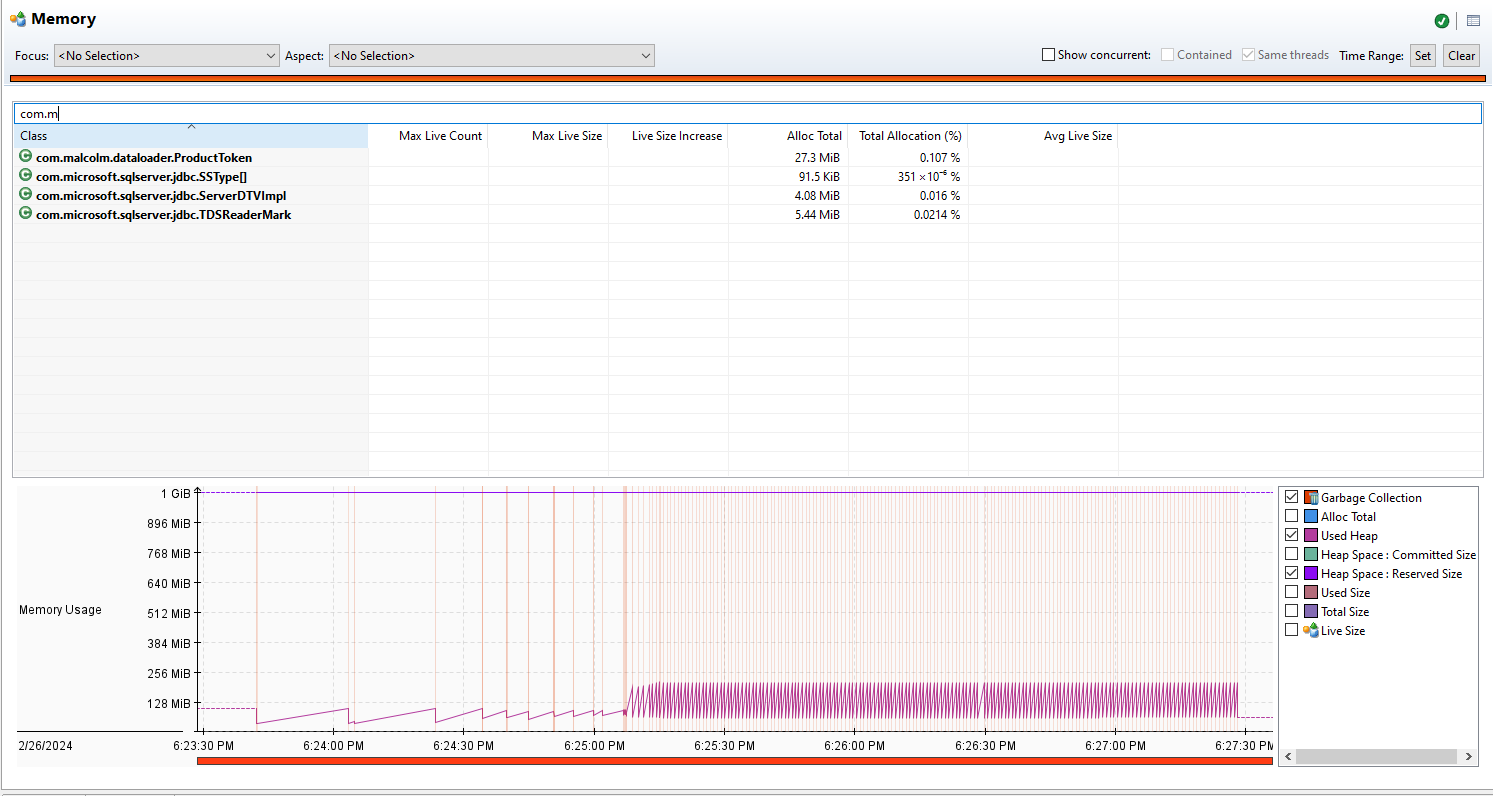 Memory
Focus: <No Selection> Aspect: <No Selection> Show concurrent: Contained Same threads Time Range: Set Clear
com.m
Class Max Live Count Max Live Size Live Size Increase Alloc Total Total Allocation (%) Avg Live Size
com.malcolm.dataloader.ProductToken 27.3 MiB 0.107 %
com.microsoft.sqlserver.jdbc.SSType[] 91.5 KiB 351 ×10⁻⁶ %
com.microsoft.sqlserver.jdbc.ServerDTVImpl 4.08 MiB 0.016 %
com.microsoft.sqlserver.jdbc.TDSReaderMark 5.44 MiB 0.0214 %
1 GiB
896 MiB
768 MiB
640 MiB
512 MiB
384 MiB
256 MiB
128 MiB
Memory Usage
2/26/2024 6:23:30 PM 6:24:00 PM 6:24:30 PM 6:25:00 PM 6:25:30 PM 6:26:00 PM 6:26:30 PM 6:27:00 PM 6:27:30 PM
Garbage Collection
Alloc Total
Used Heap
Heap Space : Committed Size
Heap Space : Reserved Size
Used Size
Total Size
Live Size